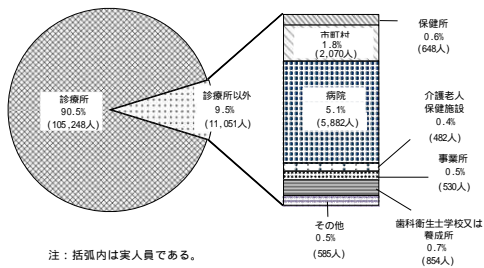 診療所
90.5%
(105,248人)
診療所以外
9.5%
(11,051人)
保健所
0.6%
(648人)
市町村
1.8%
(2,070人)
病院
5.1%
(5,882人)
介護老人
保健施設
0.4%
(482人)
事業所
0.5%
(530人)
歯科衛生士学校又は
養成所
0.7%
(854人)
その他
0.5%
(585人)
注：括弧内は実人員である。